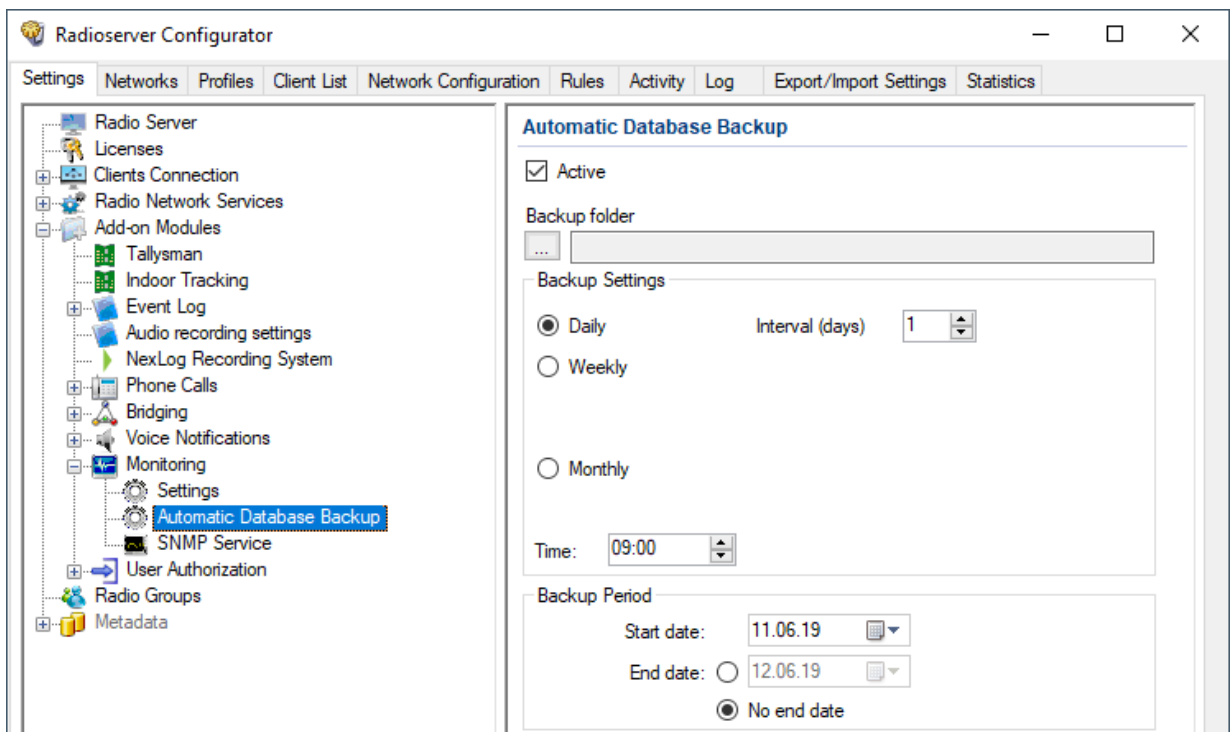 Radioserver Configurator
Settings Networks Profiles Client List Network Configuration Rules Activity Log Export/Import Settings Statistics
Radio Server
Licenses
Clients Connection
Radio Network Services
Add-on Modules
Tallysman
Indoor Tracking
Event Log
Audio recording settings
NexLog Recording System
Phone Calls
Bridging
Voice Notifications
Monitoring
Settings
Automatic Database Backup
SNMP Service
User Authorization
Radio Groups
Metadata
Automatic Database Backup
Active
Backup folder
...
Backup Settings
Daily Interval (days) 1
Weekly
Monthly
Time: 09:00
Backup Period
Start date: 11.06.19
End date: 12.06.19
No end date